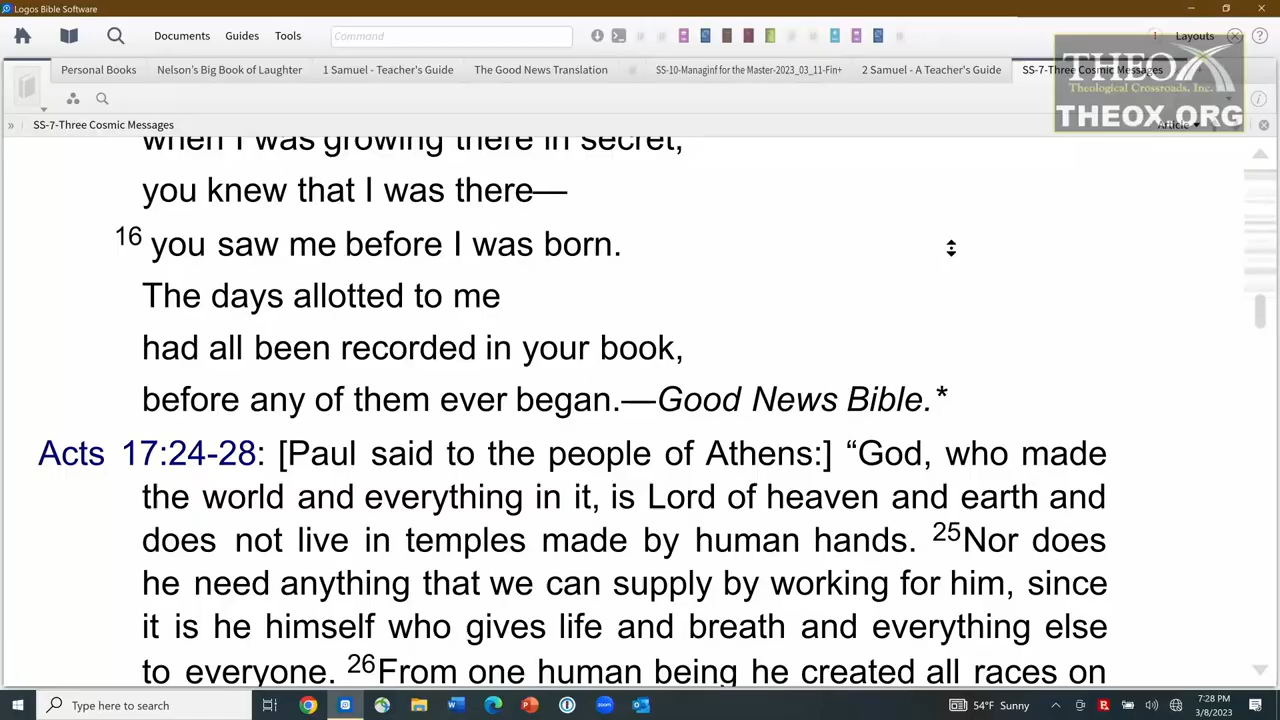 Logos Bible Software
Documents Guides Tools Command Layouts
Personal Books Nelson's Big Book of Laughter 1 Sam The Good News Translation SS-10-Managinf for the Master-2023_03_11-Fin+ 2 Samuel - A Teacher's Guide SS-7-Three Cosmic Messages
THEO
Theological Crossroads, Inc.
THEOX.ORG
» SS-7-Three Cosmic Messages Article
when I was growing there in secret,
you knew that I was there—
16 you saw me before I was born.
The days allotted to me
had all been recorded in your book,
before any of them ever began.—Good News Bible.*
Acts 17:24-28: [Paul said to the people of Athens:] “God, who made
the world and everything in it, is Lord of heaven and earth and
does not live in temples made by human hands. 25Nor does
he need anything that we can supply by working for him, since
it is he himself who gives life and breath and everything else
to everyone. 26From one human being he created all races on
Type here to search
54°F Sunny
7:28 PM
3/8/2023